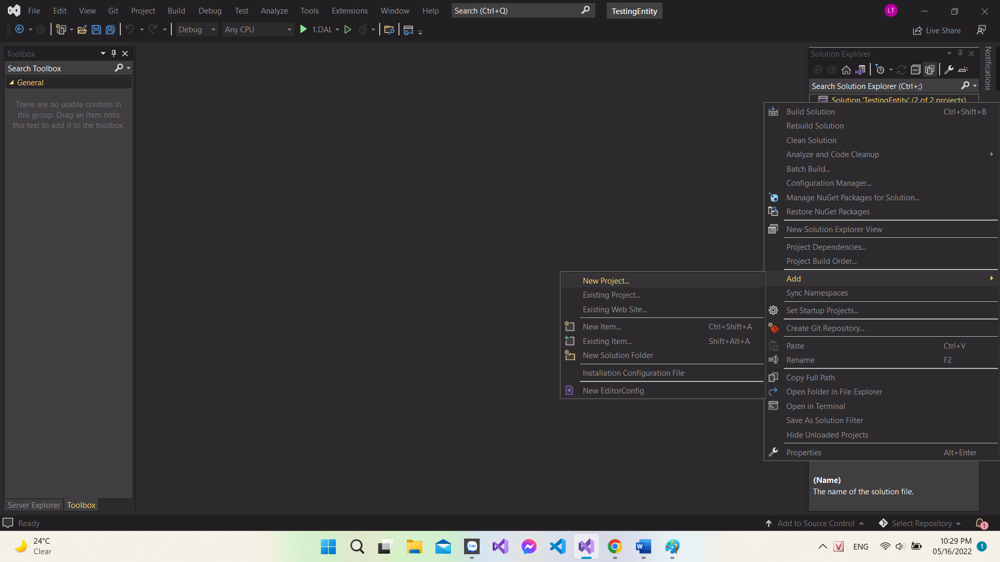 File Edit View Git Project Build Debug Test Analyze Tools Extensions Window Help Search (Ctrl+Q) TestingEntity LT
Debug Any CPU 1.DAL Live Share
Toolbox
Search Toolbox
General
There are no usable controls in
this group. Drag an item onto
this text to add it to the toolbox.
Server Explorer Toolbox
Solution Explorer
Search Solution Explorer (Ctrl+;)
Solution 'TestingEntity' (2 of 2 projects)
Notifications
Build Solution Ctrl+Shift+B
Rebuild Solution
Clean Solution
Analyze and Code Cleanup
Batch Build...
Configuration Manager...
Manage NuGet Packages for Solution...
Restore NuGet Packages
New Solution Explorer View
Project Dependencies...
Project Build Order...
Add
Sync Namespaces
Set Startup Projects...
Create Git Repository...
Paste Ctrl+V
Rename F2
Copy Full Path
Open Folder in File Explorer
Open in Terminal
Save As Solution Filter
Hide Unloaded Projects
Properties Alt+Enter
New Project...
Existing Project...
Existing Web Site...
New Item... Ctrl+Shift+A
Existing Item... Shift+Alt+A
New Solution Folder
Installation Configuration File
New EditorConfig
(Name)
The name of the solution file.
Ready Add to Source Control Select Repository 1
24°C
Clear
Zalo
W
V ENG
10:29 PM
05/16/2022
1